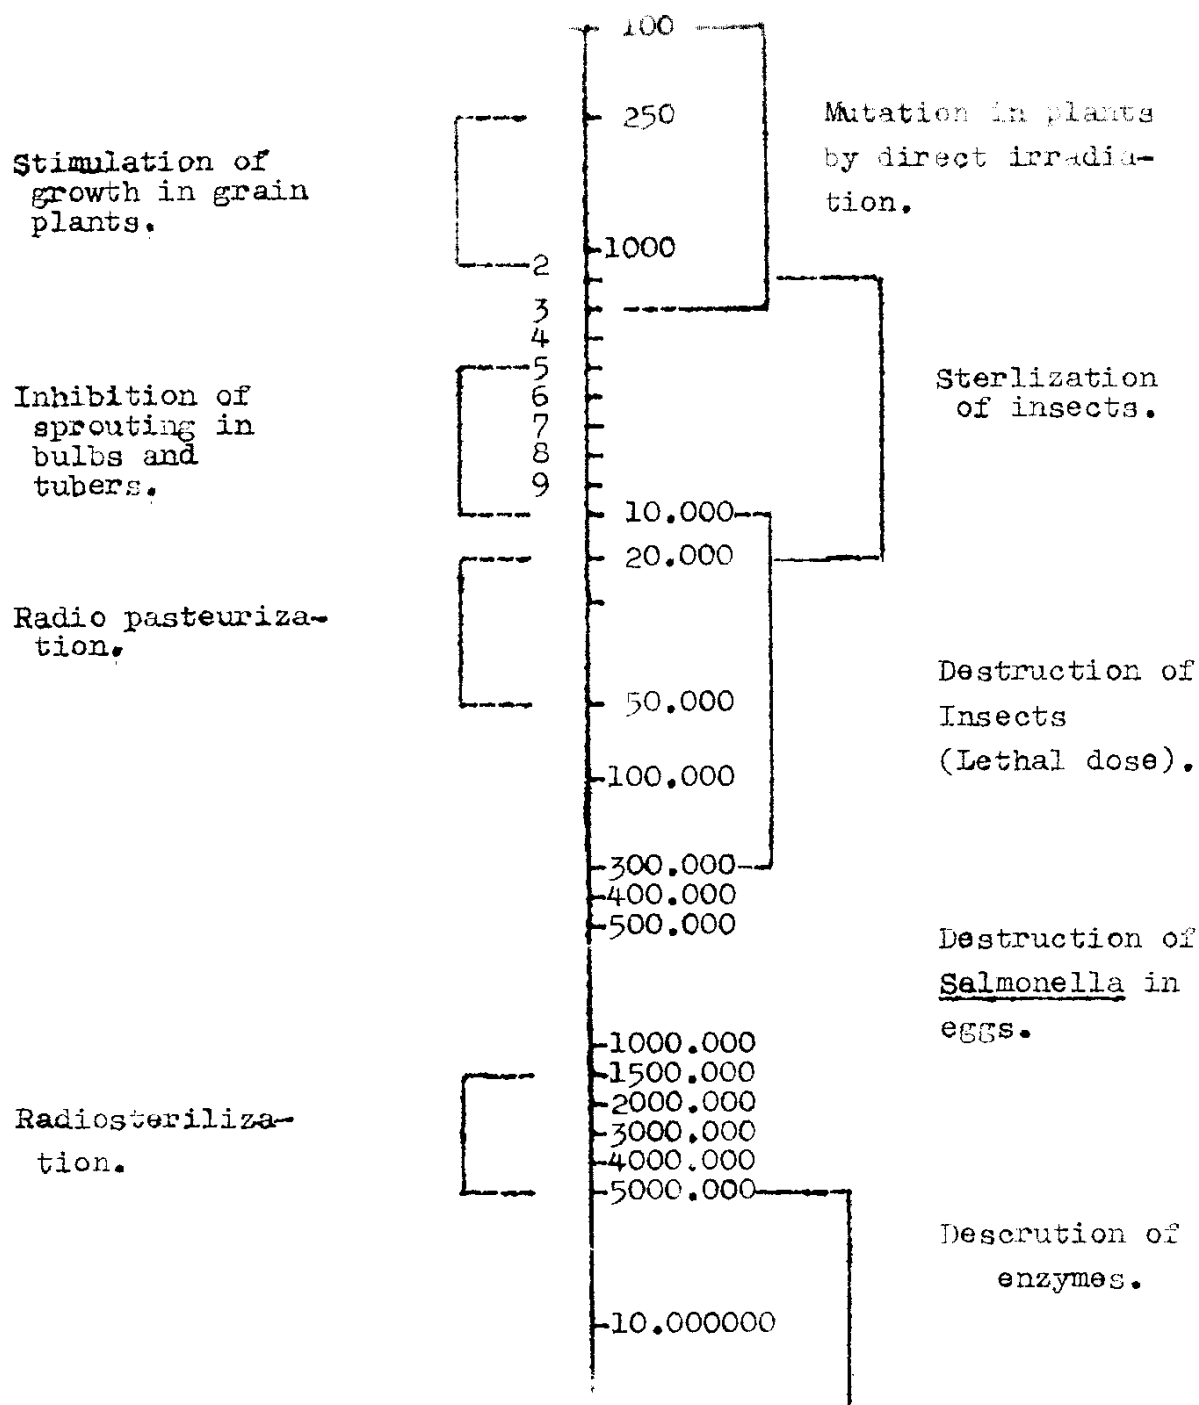 100
250
Mutation in plants
by direct irradia-
tion.
Stimulation of
growth in grain
plants.
1000
2
3
4
5
6
7
8
9
Inhibition of
sprouting in
bulbs and
tubers.
Sterlization
of insects.
10.000
20.000
Radio pasteuriza-
tion.
50.000
100.000
Destruction of
Insects
(Lethal dose).
300.000
400.000
500.000
Destruction of
Salmonella in
eggs.
1000.000
1500.000
2000.000
3000.000
4000.000
5000.000
Radiosteriliza-
tion.
Descrution of
enzymes.
10.000000